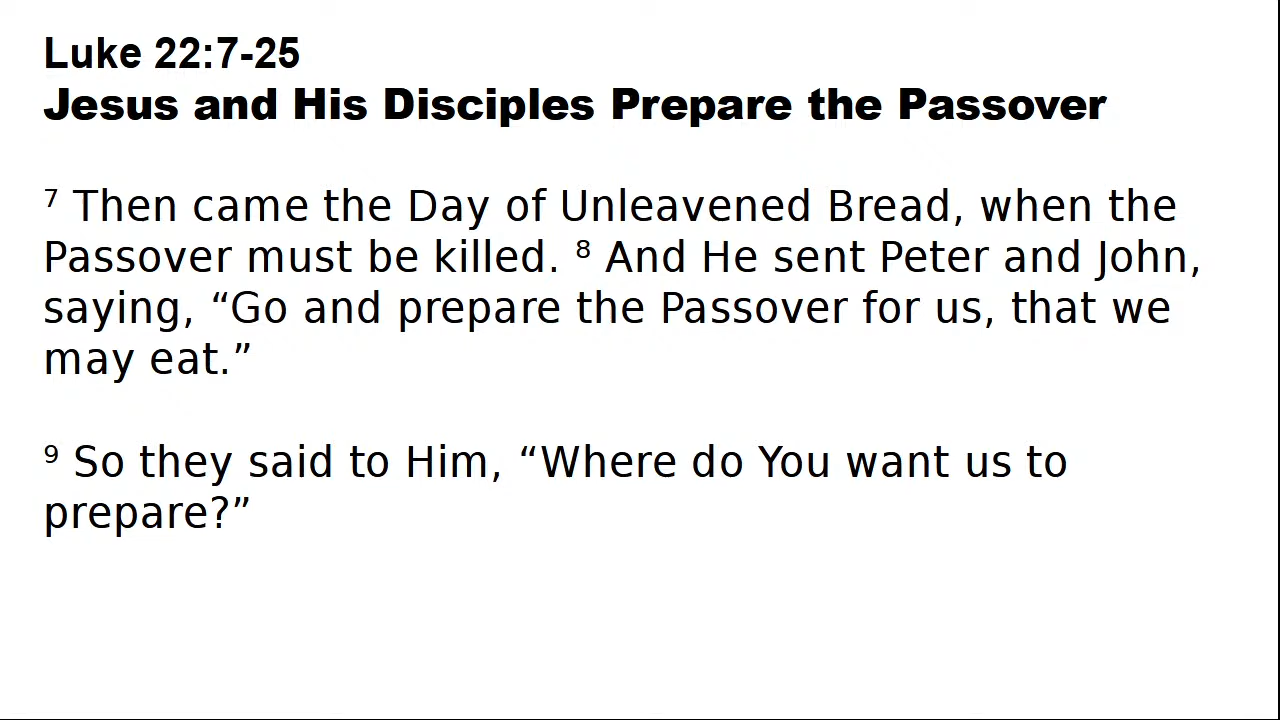 Luke 22:7-25
Jesus and His Disciples Prepare the Passover
⁷ Then came the Day of Unleavened Bread, when the
Passover must be killed. ⁸ And He sent Peter and John,
saying, “Go and prepare the Passover for us, that we
may eat.”
⁹ So they said to Him, “Where do You want us to
prepare?”